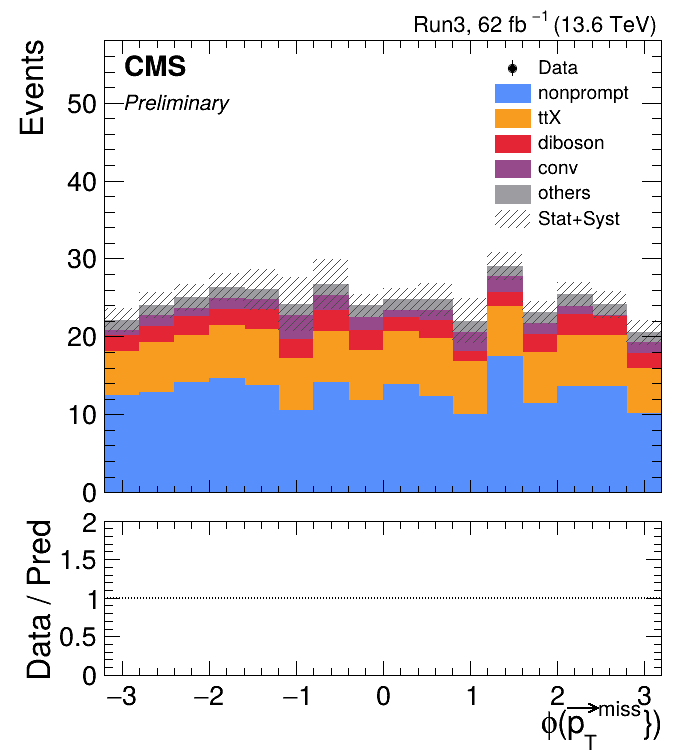 Run3, 62 fb⁻¹ (13.6 TeV)
CMS
Preliminary
Events
Data
nonprompt
ttX
diboson
conv
others
Stat+Syst
50
40
30
20
10
0
Data / Pred
2
1.5
1
0.5
0
−3 −2 −1 0 1 2 3
ϕ(p⃗_T^miss})